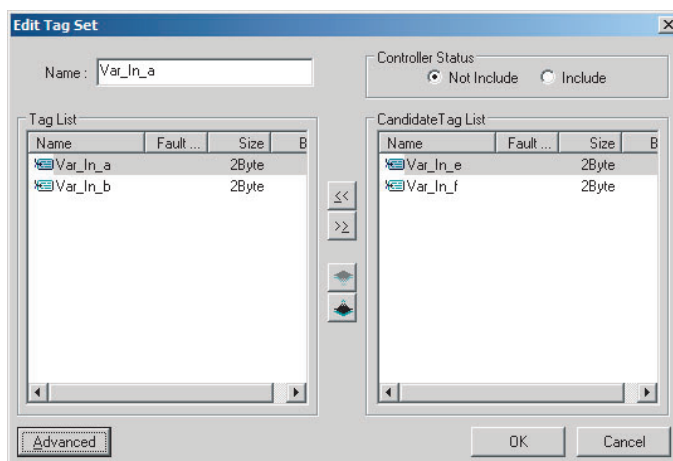 Edit Tag Set
Name : Var_In_a
Controller Status
Not Include Include
Tag List
Name Fault ... Size B
Var_In_a 2Byte
Var_In_b 2Byte
<<
>>
CandidateTag List
Name Fault ... Size B
Var_In_e 2Byte
Var_In_f 2Byte
Advanced
OK Cancel